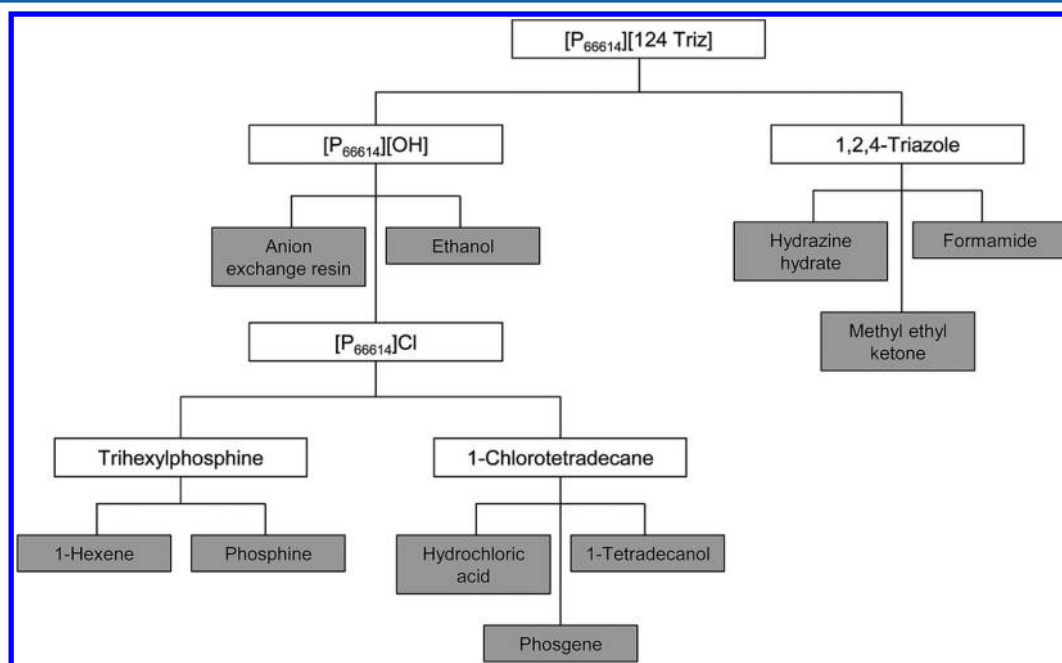 [P66614][124 Triz]
[P66614][OH]
1,2,4-Triazole
Anion
exchange resin
Ethanol
Hydrazine
hydrate
Formamide
[P66614]Cl
Methyl ethyl
ketone
Trihexylphosphine
1-Chlorotetradecane
1-Hexene
Phosphine
Hydrochloric
acid
1-Tetradecanol
Phosgene